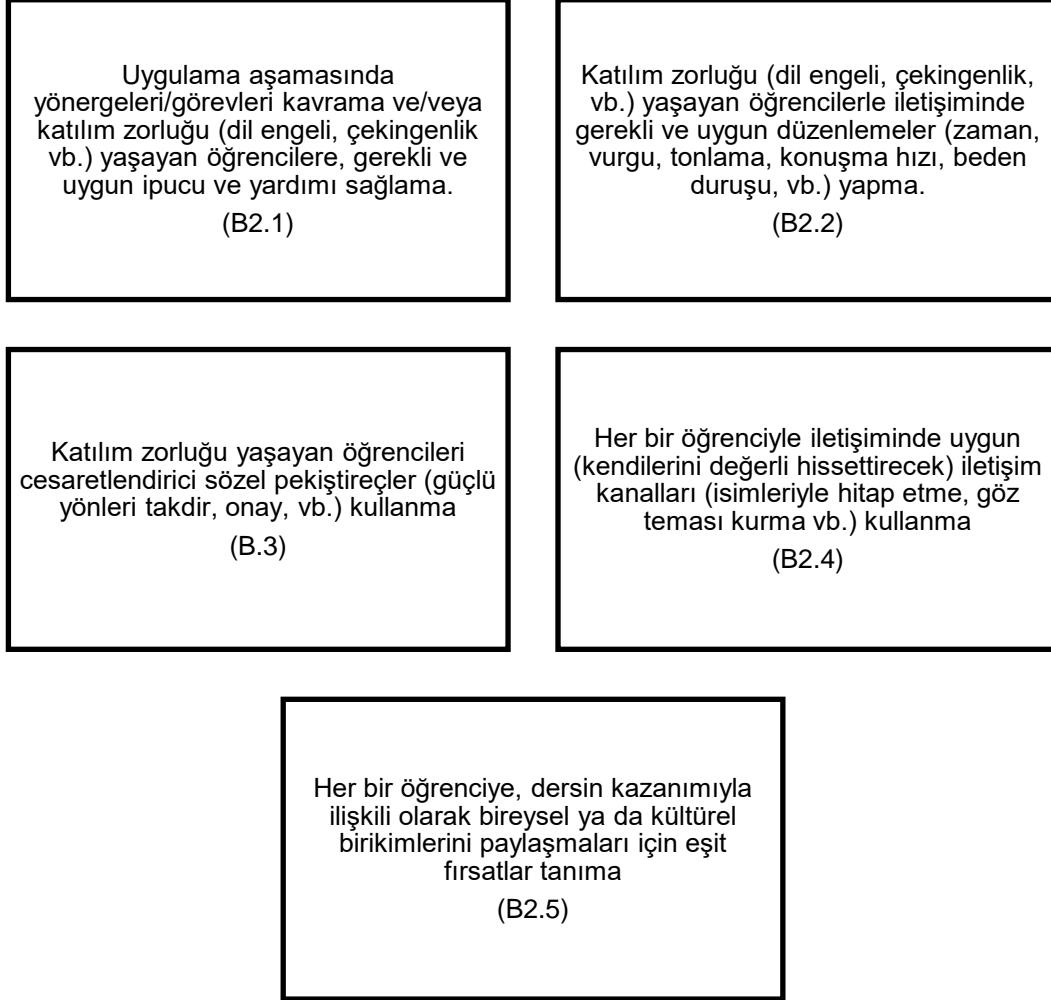 Uygulama aşamasında
yönergeleri/görevleri kavrama ve/veya
katılım zorluğu (dil engeli, çekingenlik
vb.) yaşayan öğrencilere, gerekli ve
uygun ipucu ve yardımı sağlama.
(B2.1)
Katılım zorluğu (dil engeli, çekingenlik,
vb.) yaşayan öğrencilerle iletişiminde
gerekli ve uygun düzenlemeler (zaman,
vurgu, tonlama, konuşma hızı, beden
duruşu, vb.) yapma.
(B2.2)
Katılım zorluğu yaşayan öğrencileri
cesaretlendirici sözel pekiştireçler (güçlü
yönleri takdir, onay, vb.) kullanma
(B.3)
Her bir öğrenciyle iletişiminde uygun
(kendilerini değerli hissettirecek) iletişim
kanalları (isimleriyle hitap etme, göz
teması kurma vb.) kullanma
(B2.4)
Her bir öğrenciye, dersin kazanımıyla
ilişkili olarak bireysel ya da kültürel
birikimlerini paylaşmaları için eşit
fırsatlar tanıma
(B2.5)